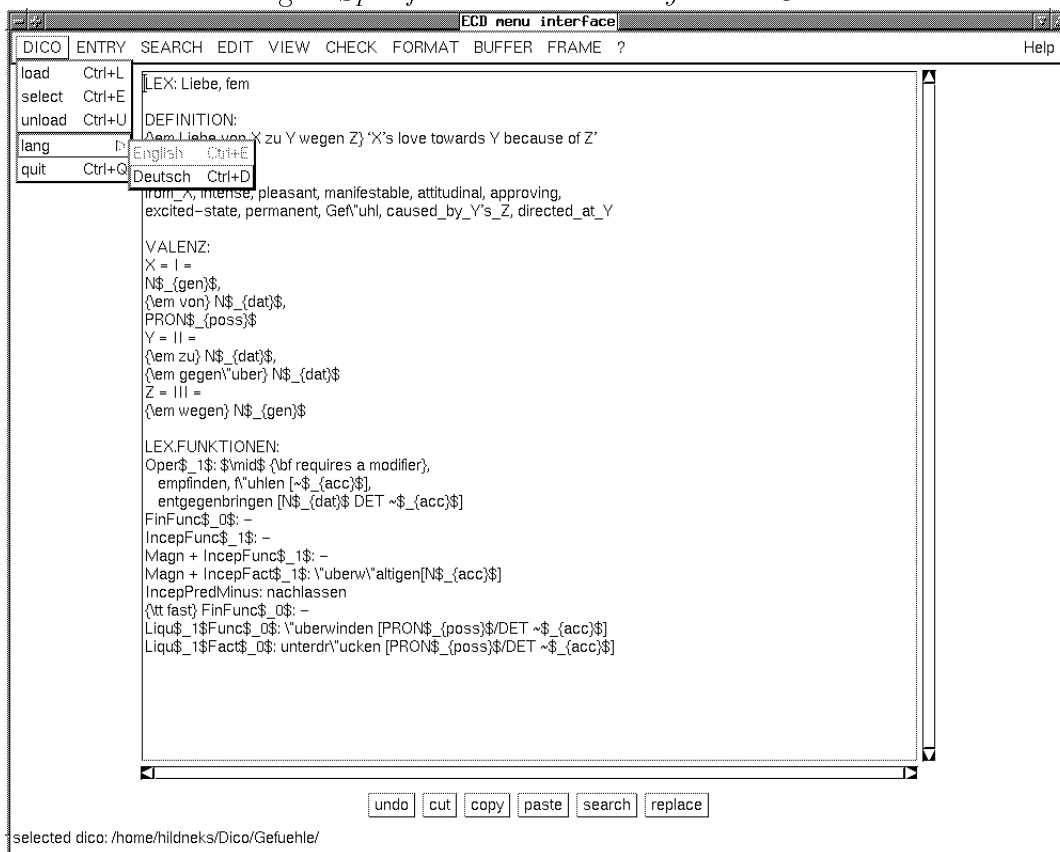 ECD menu interface
DICO ENTRY SEARCH EDIT VIEW CHECK FORMAT BUFFER FRAME ? Help
load Ctrl+L
select Ctrl+E
unload Ctrl+U
lang
quit Ctrl+Q
English Ctrl+E
Deutsch Ctrl+D
LEX: Liebe, fem
DEFINITION:
{\em Liebe von X zu Y wegen Z} ‘X’s love towards Y because of Z’
from_X, intense, pleasant, manifestable, attitudinal, approving,
excited–state, permanent, Gef\"uhl, caused_by_Y’s_Z, directed_at_Y
VALENZ:
X = I =
N$_{gen}$,
{\em von} N$_{dat}$,
PRON$_{poss}$
Y = II =
{\em zu} N$_{dat}$,
{\em gegen\"uber} N$_{dat}$
Z = III =
{\em wegen} N$_{gen}$
LEX.FUNKTIONEN:
Oper$_1$: $\mid$ {\bf requires a modifier},
empfinden, f\"uhlen [~$_{acc}$],
entgegenbringen [N$_{dat}$ DET ~$_{acc}$]
FinFunc$_0$: –
IncepFunc$_1$: –
Magn + IncepFunc$_1$: –
Magn + IncepFact$_1$: \"uberw\"altigen[N$_{acc}$]
IncepPredMinus: nachlassen
{\tt fast} FinFunc$_0$: –
Liqu$_1$Func$_0$: \"uberwinden [PRON$_{poss}$/DET ~$_{acc}$]
Liqu$_1$Fact$_0$: unterdr\"ucken [PRON$_{poss}$/DET ~$_{acc}$]
undo cut copy paste search replace
selected dico: /home/hildneks/Dico/Gefuehle/